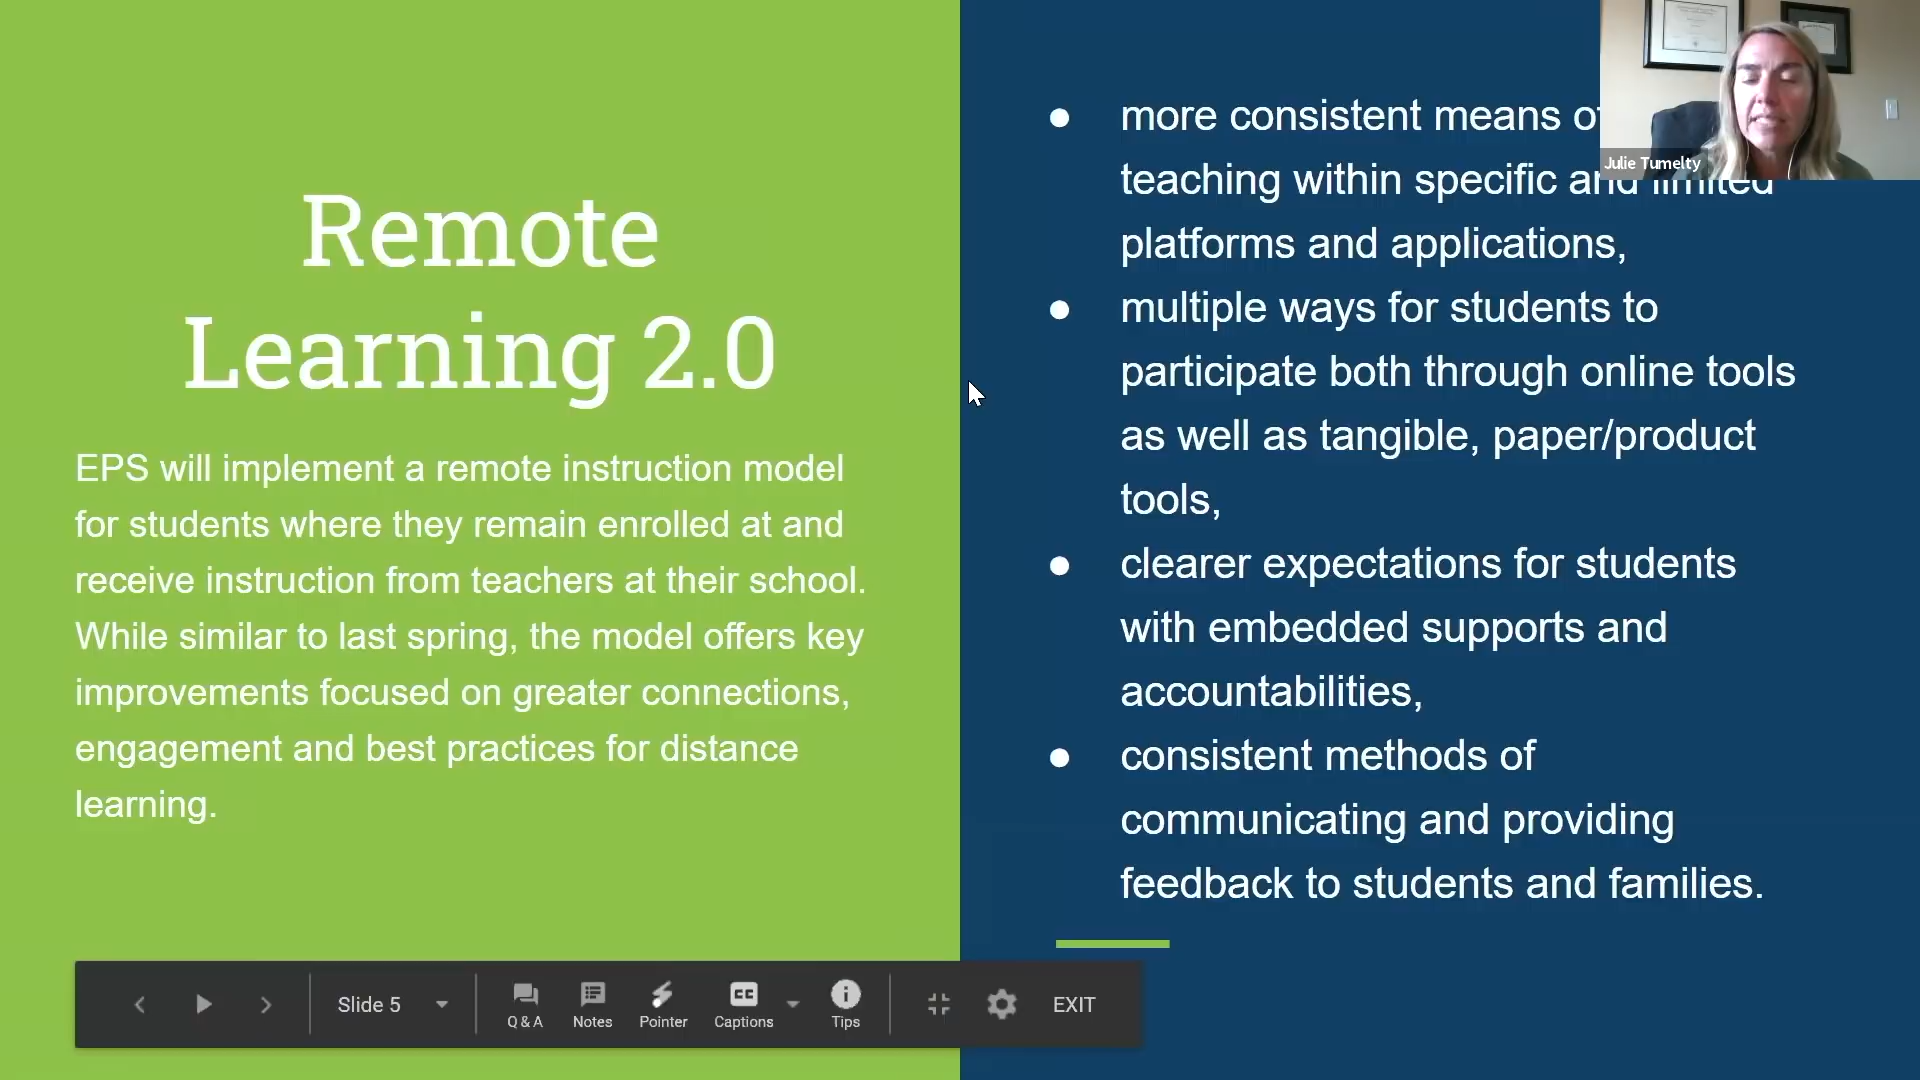 Remote
Learning 2.0
EPS will implement a remote instruction model
for students where they remain enrolled at and
receive instruction from teachers at their school.
While similar to last spring, the model offers key
improvements focused on greater connections,
engagement and best practices for distance
learning.
● more consistent means of
teaching within specific and limited
platforms and applications,
● multiple ways for students to
participate both through online tools
as well as tangible, paper/product
tools,
● clearer expectations for students
with embedded supports and
accountabilities,
● consistent methods of
communicating and providing
feedback to students and families.
Julie Tumelty
Slide 5
Q & A
Notes
Pointer
CC
Captions
Tips
EXIT